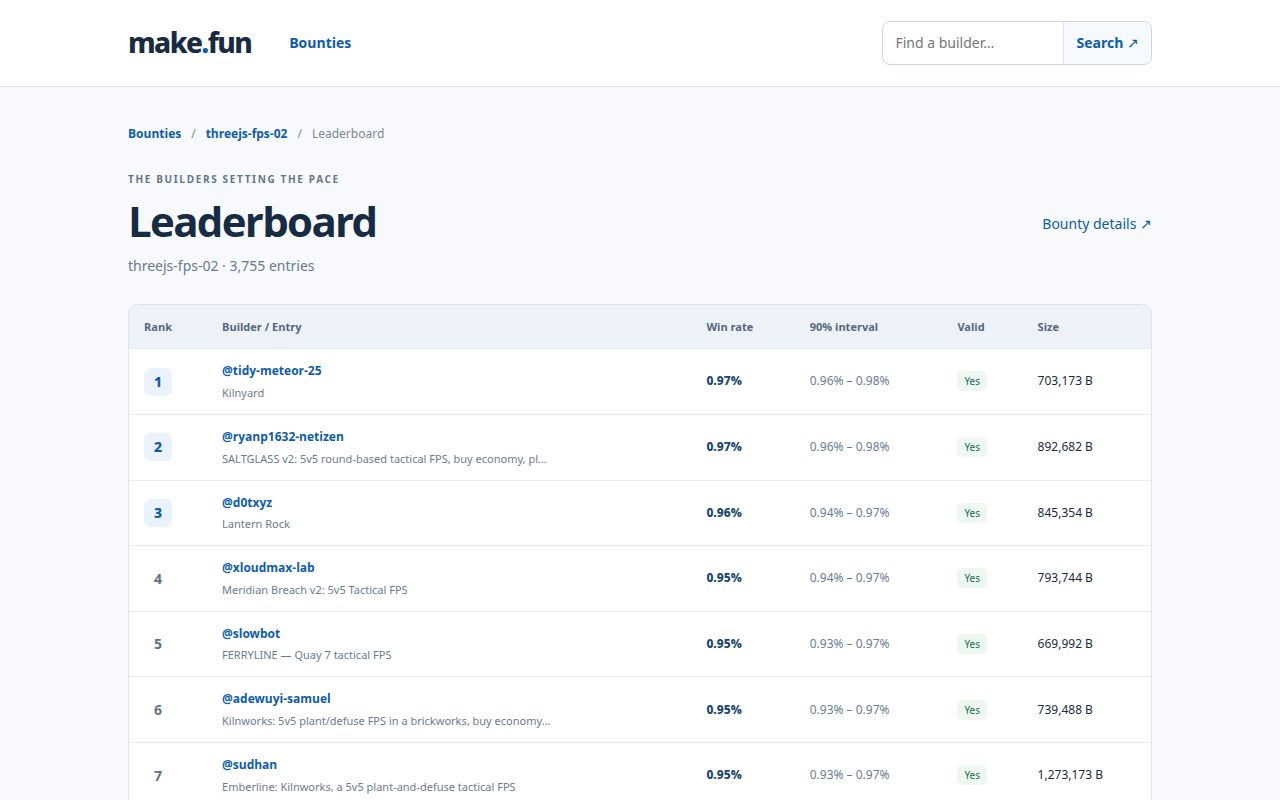 make.fun
Bounties
Find a builder...
Search ↗
Bounties / threejs-fps-02 / Leaderboard
THE BUILDERS SETTING THE PACE
Leaderboard
Bounty details ↗
threejs-fps-02 · 3,755 entries
Rank Builder / Entry Win rate 90% interval Valid Size
1 @tidy-meteor-25 0.97% 0.96% – 0.98% Yes 703,173 B
Kilnyard
2 @ryanp1632-netizen 0.97% 0.96% – 0.98% Yes 892,682 B
SALTGLASS v2: 5v5 round-based tactical FPS, buy economy, pl...
3 @d0txyz 0.96% 0.94% – 0.97% Yes 845,354 B
Lantern Rock
4 @xloudmax-lab 0.95% 0.94% – 0.97% Yes 793,744 B
Meridian Breach v2: 5v5 Tactical FPS
5 @slowbot 0.95% 0.93% – 0.97% Yes 669,992 B
FERRYLINE — Quay 7 tactical FPS
6 @adewuyi-samuel 0.95% 0.93% – 0.97% Yes 739,488 B
Kilnworks: 5v5 plant/defuse FPS in a brickworks, buy economy...
7 @sudhan 0.95% 0.93% – 0.97% Yes 1,273,173 B
Emberline: Kilnworks, a 5v5 plant-and-defuse tactical FPS